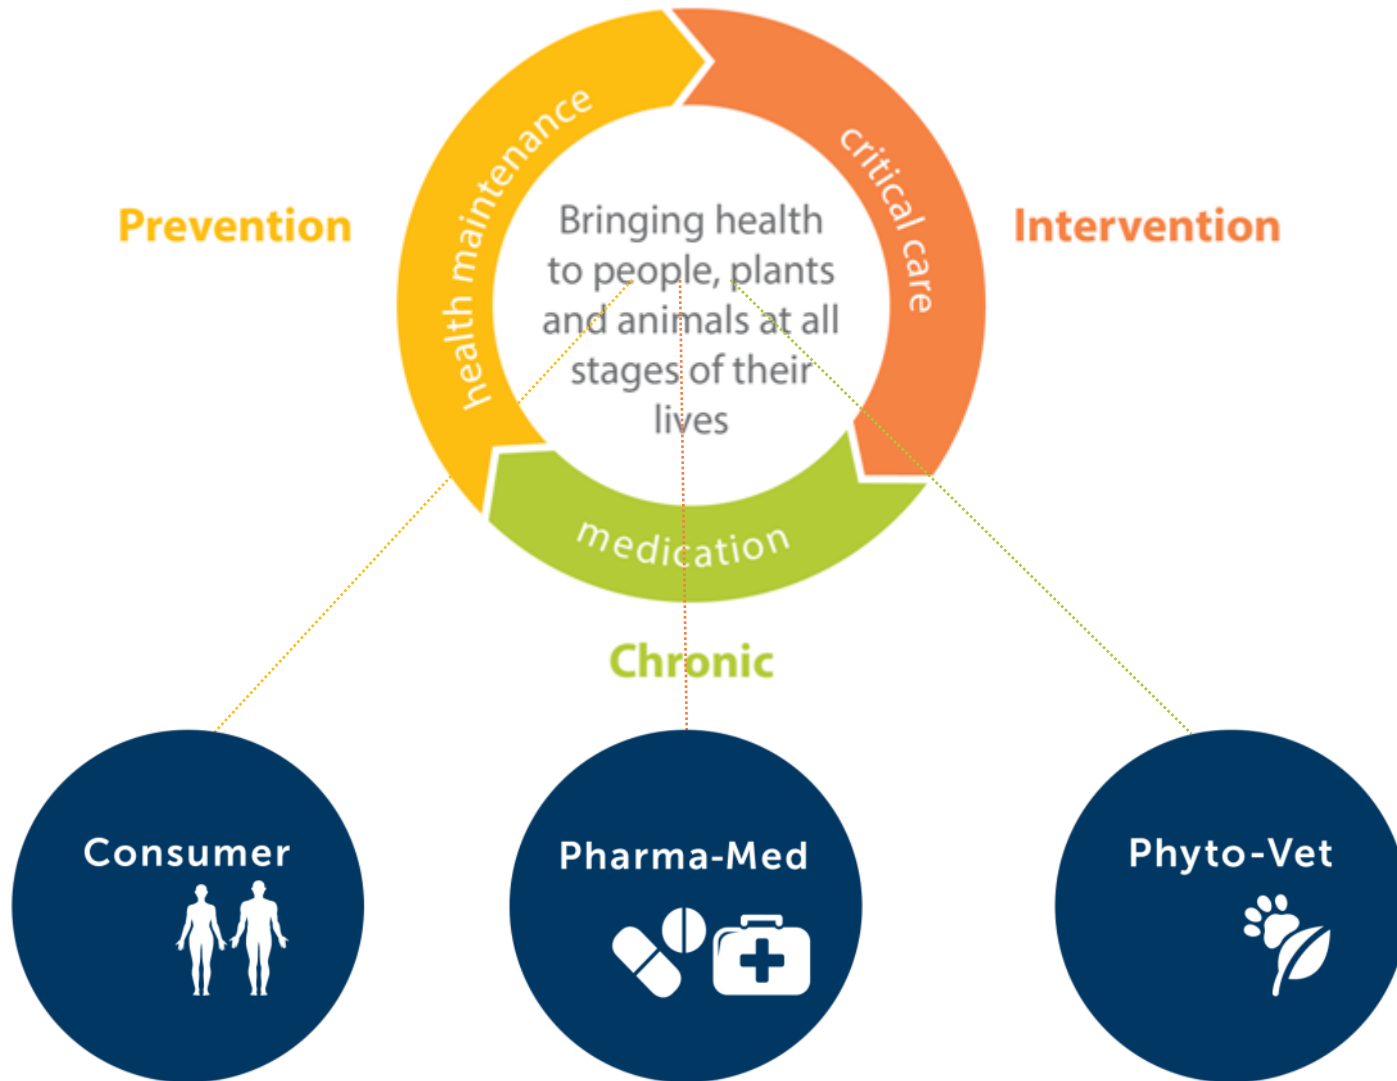 health maintenance
critical care
Prevention
Intervention
Bringing health
to people, plants
and animals at all
stages of their
lives
medication
Chronic
Consumer
Pharma-Med
Phyto-Vet